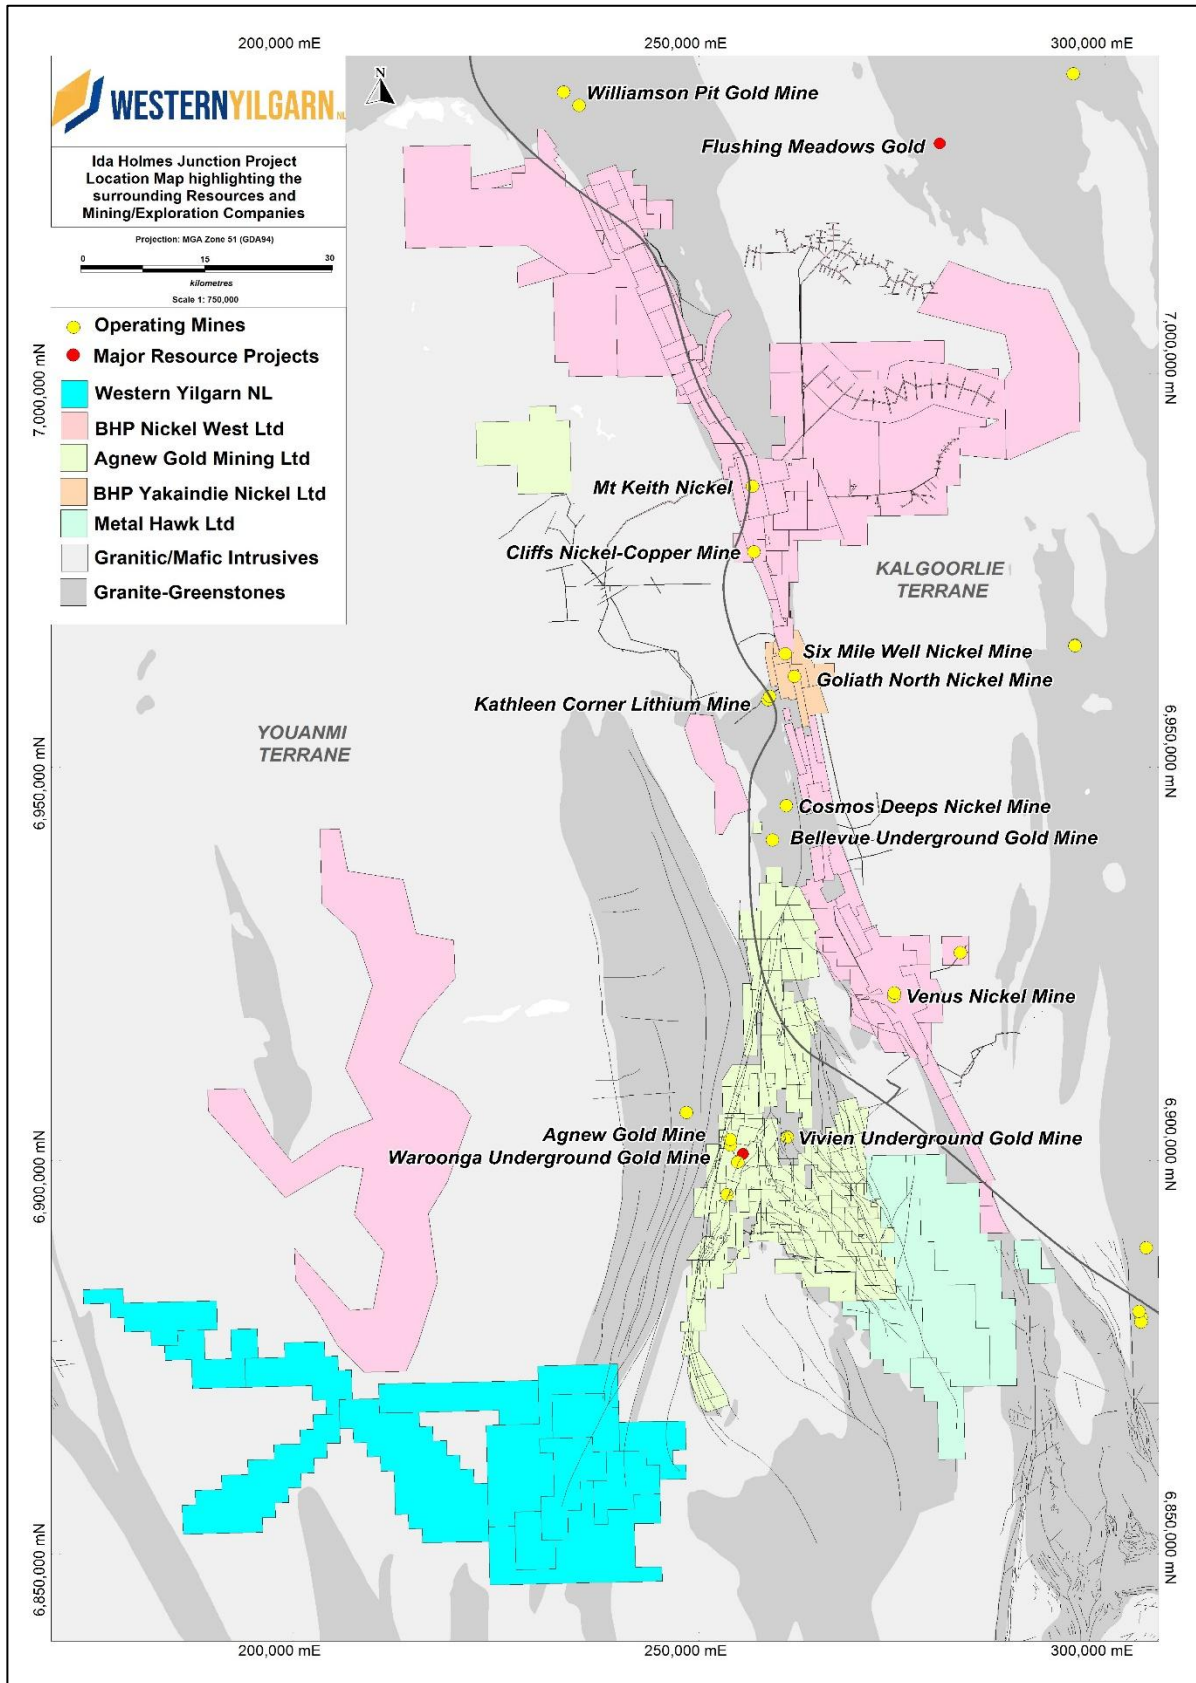 200,000 mE
250,000 mE
300,000 mE
WESTERNYILGARN NL
N
Ida Holmes Junction Project
Location Map highlighting the
surrounding Resources and
Mining/Exploration Companies
Projection: MGA Zone 51 (GDA94)
0 15 30
kilometres
Scale 1: 750,000
Operating Mines
Major Resource Projects
Western Yilgarn NL
BHP Nickel West Ltd
Agnew Gold Mining Ltd
BHP Yakaindie Nickel Ltd
Metal Hawk Ltd
Granitic/Mafic Intrusives
Granite-Greenstones
Williamson Pit Gold Mine
Flushing Meadows Gold
7,000,000 mN
7,000,000 mN
Mt Keith Nickel
Cliffs Nickel-Copper Mine
KALGOORLIE
TERRANE
Six Mile Well Nickel Mine
Goliath North Nickel Mine
Kathleen Corner Lithium Mine
YOUANMI
TERRANE
6,950,000 mN
6,950,000 mN
Cosmos Deeps Nickel Mine
Bellevue Underground Gold Mine
Venus Nickel Mine
Agnew Gold Mine
Vivien Underground Gold Mine
Waroonga Underground Gold Mine
6,900,000 mN
6,900,000 mN
6,850,000 mN
6,850,000 mN
200,000 mE
250,000 mE
300,000 mE